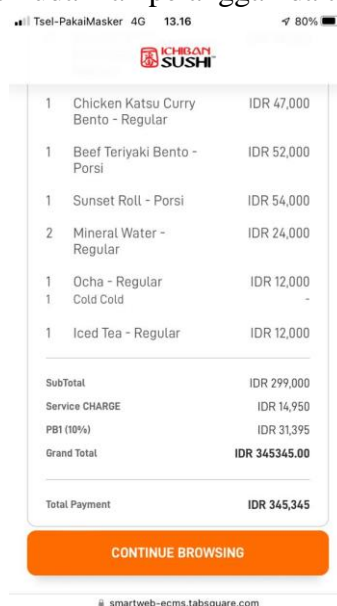 Tsel-PakaiMasker 4G 13.16 80%
ICHIBAN
SUSHI
1 Chicken Katsu Curry IDR 47,000
Bento - Regular
1 Beef Teriyaki Bento - IDR 52,000
Porsi
1 Sunset Roll - Porsi IDR 54,000
2 Mineral Water - IDR 24,000
Regular
1 Ocha - Regular IDR 12,000
1 Cold Cold -
1 Iced Tea - Regular IDR 12,000
SubTotal IDR 299,000
Service CHARGE IDR 14,950
PB1 (10%) IDR 31,395
Grand Total IDR 345345.00
Total Payment IDR 345,345
CONTINUE BROWSING
smartweb-ecms.tabsquare.com